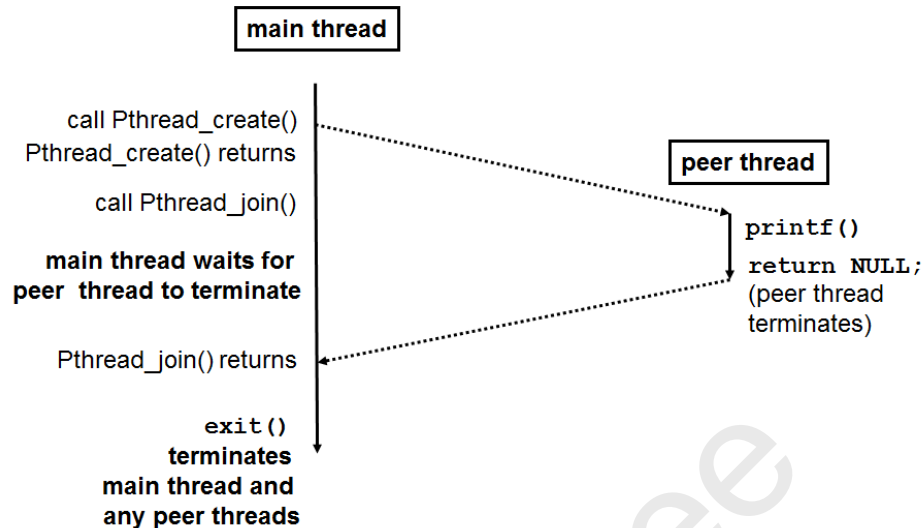 main thread
call Pthread_create()
Pthread_create() returns
peer thread
call Pthread_join()
printf()
main thread waits for
peer thread to terminate
return NULL;
(peer thread
terminates)
Pthread_join() returns
exit()
terminates
main thread and
any peer threads
ee